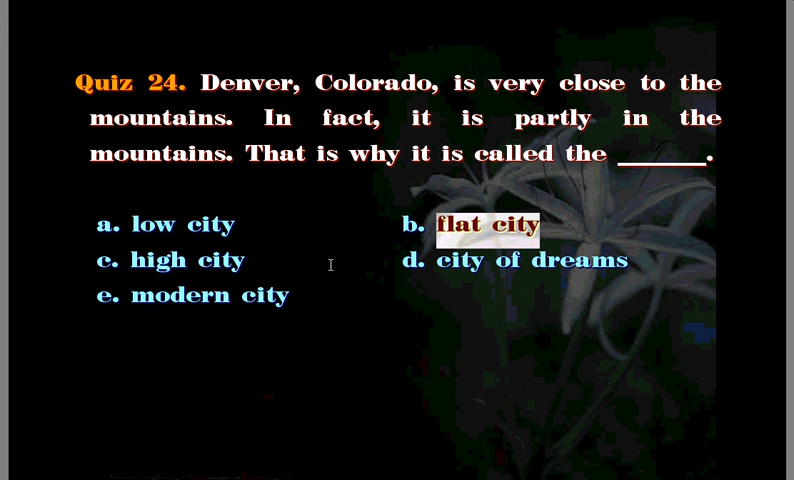 Quiz 24. Denver, Colorado, is very close to the
mountains. In fact, it is partly in the
mountains. That is why it is called the ______.
a. low city b. flat city
c. high city d. city of dreams
e. modern city